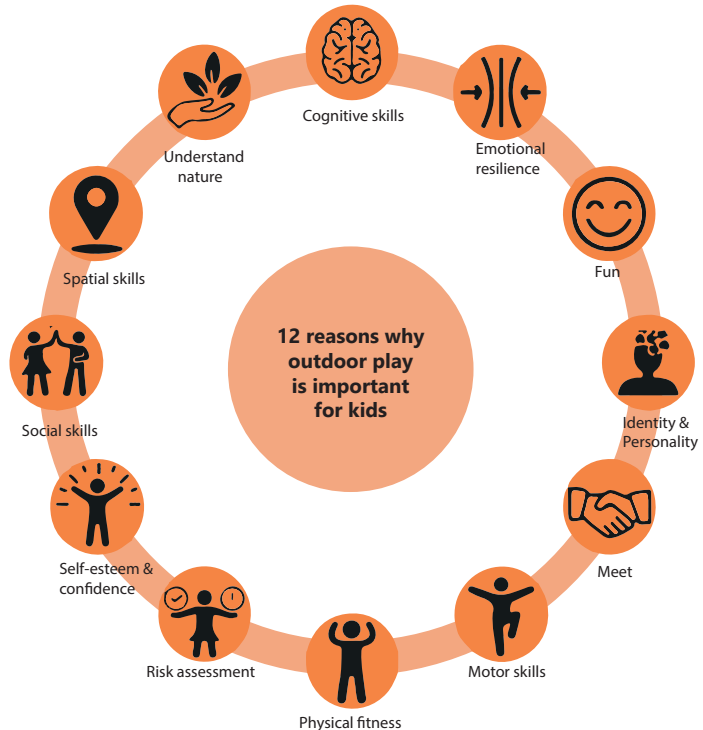 12 reasons why
outdoor play
is important
for kids
Cognitive skills
Emotional
resilience
Fun
Identity &
Personality
Meet
Motor skills
Physical fitness
Risk assessment
Self-esteem &
confidence
Social skills
Spatial skills
Understand
nature